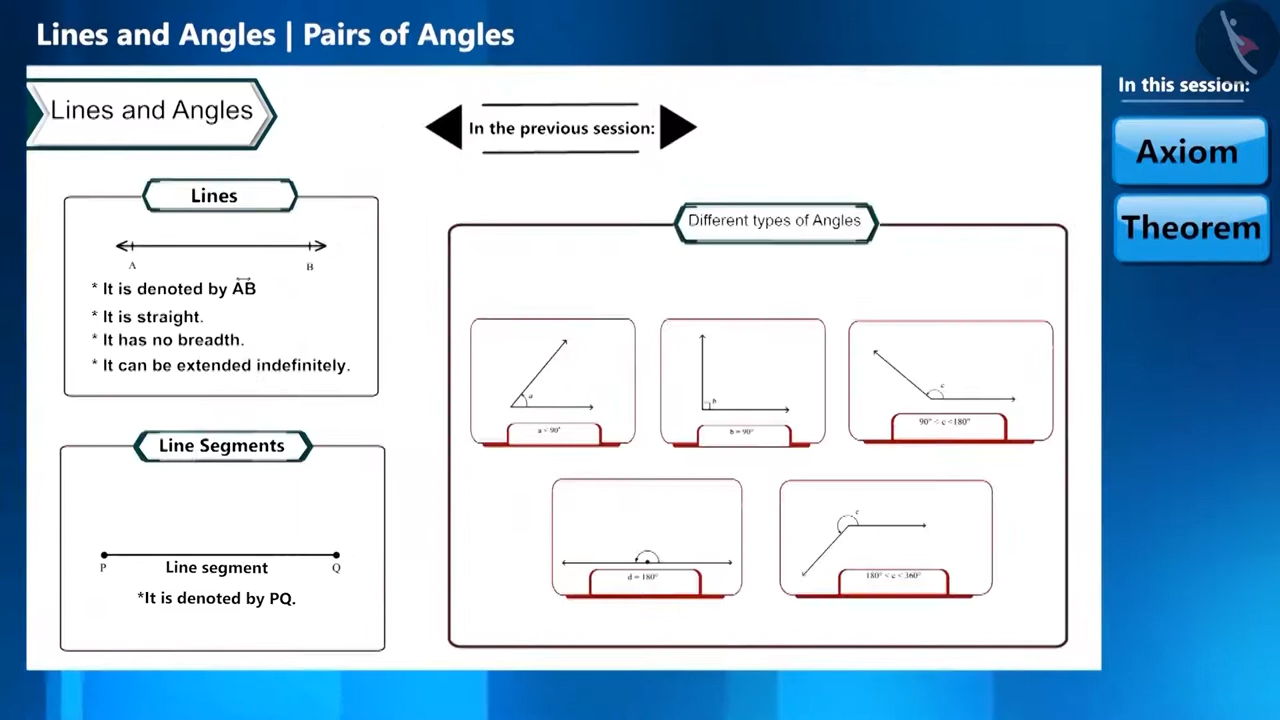 Lines and Angles | Pairs of Angles
Lines and Angles
In the previous session:
In this session:
Axiom
Theorem
Lines
A B
* It is denoted by AB
* It is straight.
* It has no breadth.
* It can be extended indefinitely.
Line Segments
P Q
Line segment
*It is denoted by PQ.
Different types of Angles
a
a < 90°
b
b = 90°
c
90° < c <180°
d = 180°
180° < e < 360°